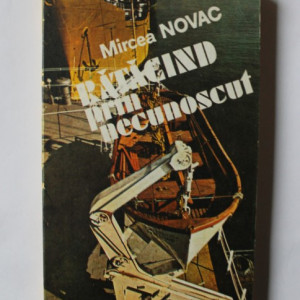 Mircea NOVAC
RĂTĂCIND
prin
necunoscut